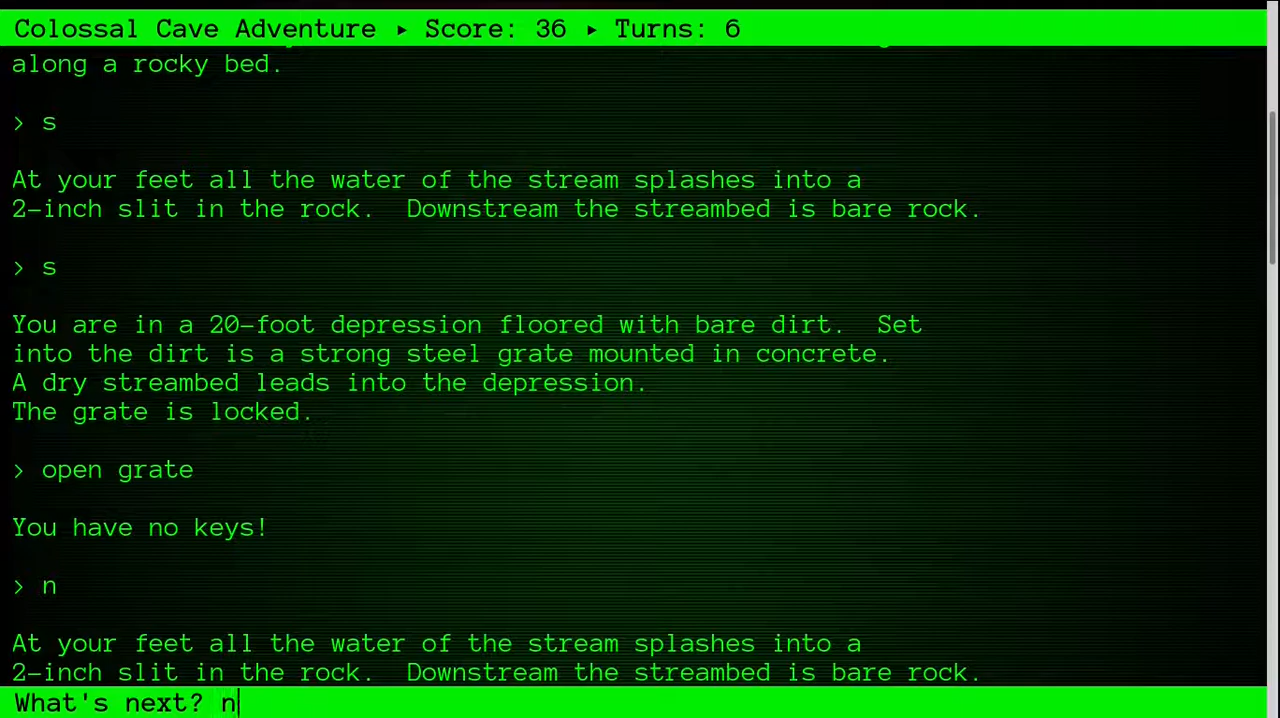 Colossal Cave Adventure ▸ Score: 36 ▸ Turns: 6
along a rocky bed.
> s
At your feet all the water of the stream splashes into a
2-inch slit in the rock.  Downstream the streambed is bare rock.
> s
You are in a 20-foot depression floored with bare dirt.  Set
into the dirt is a strong steel grate mounted in concrete.
A dry streambed leads into the depression.
The grate is locked.
> open grate
You have no keys!
> n
At your feet all the water of the stream splashes into a
2-inch slit in the rock.  Downstream the streambed is bare rock.
What's next? n